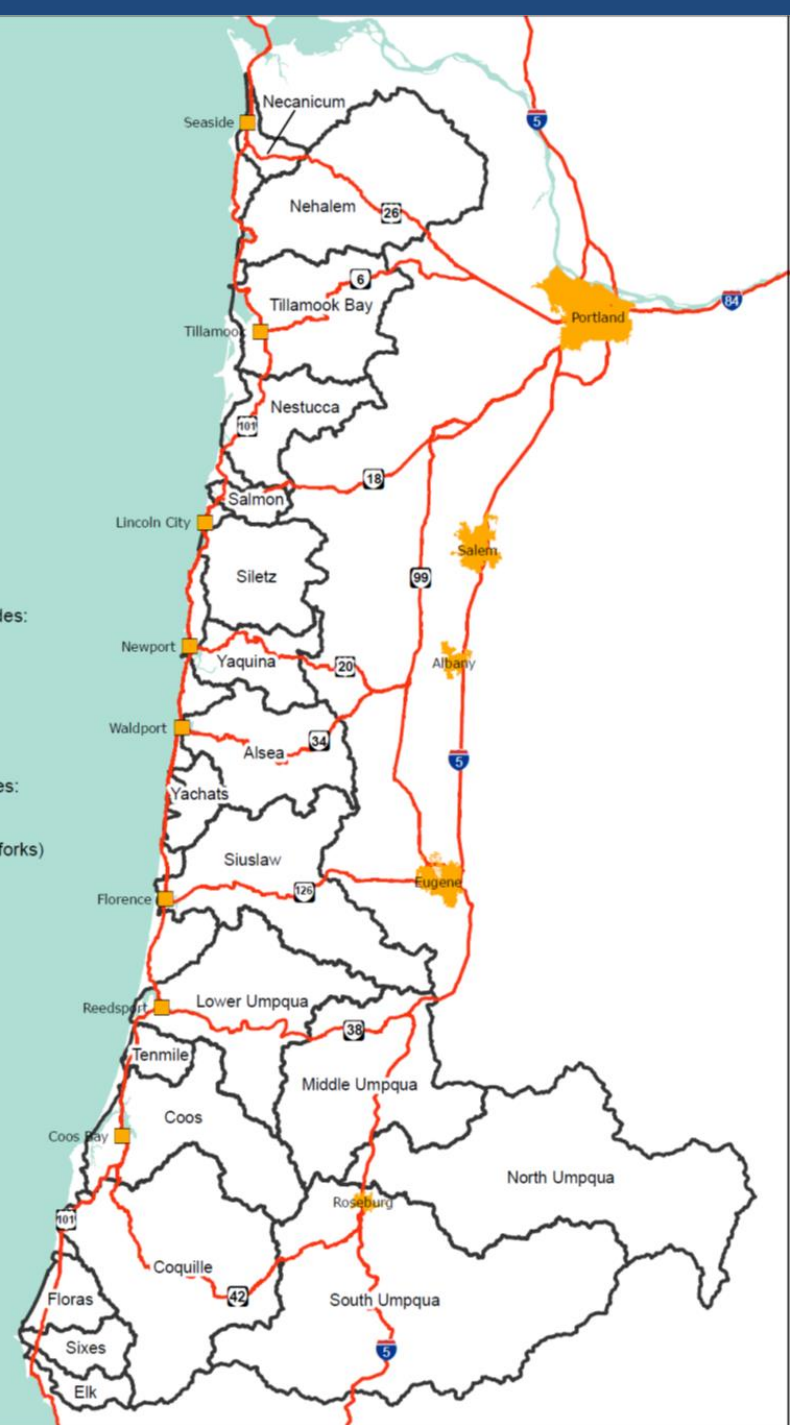 Necanicum
Seaside
5
Nehalem
26
6
Tillamook Bay
84
Portland
Tillamook
Nestucca
101
18
Salmon
Lincoln City
Salem
Siletz
99
des:
Newport
Yaquina
20
Albany
Waldport
34
Alsea
5
es:
Yachats
forks)
Siuslaw
Eugene
126
Florence
Lower Umpqua
Reedsport
38
Tenmile
Middle Umpqua
Coos
Coos Bay
North Umpqua
Roseburg
101
Coquille
42
Floras
South Umpqua
Sixes
5
Elk